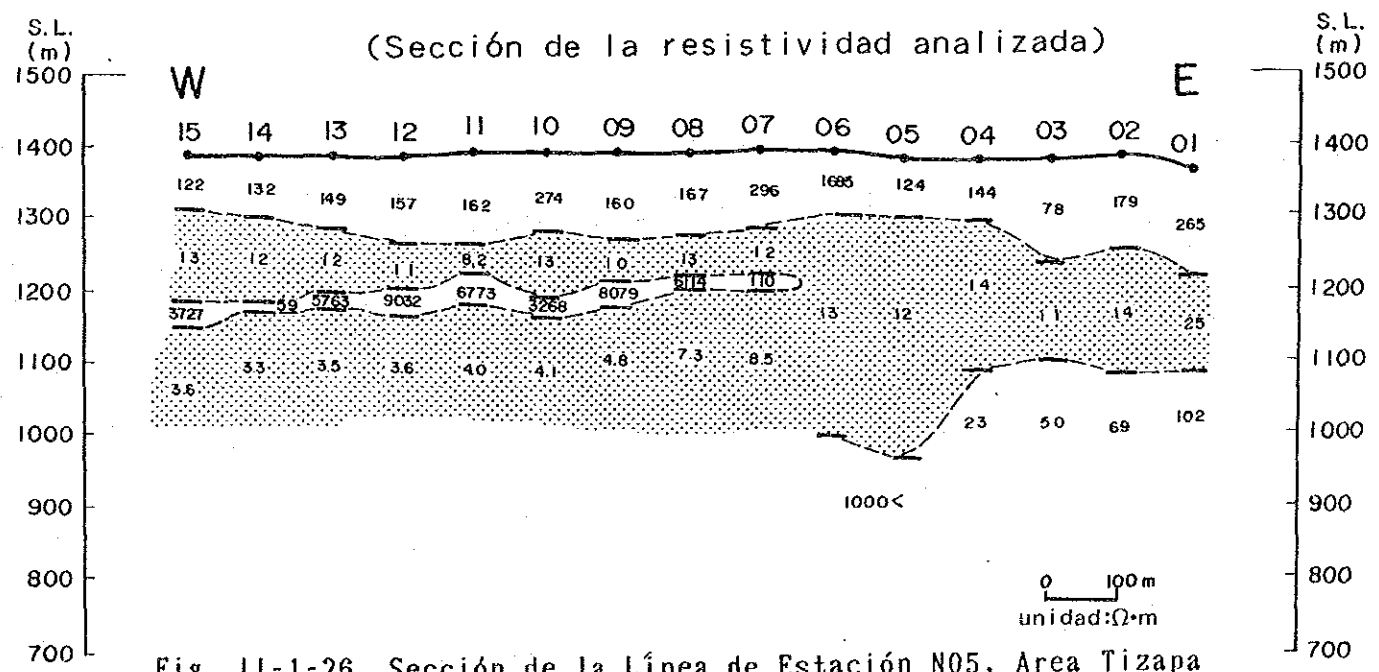 S.L.
(m)
(Sección de la resistividad analizada)
S.L.
(m)
1500
W
E
1500
15 14 13 12 11 10 09 08 07 06 05 04 03 02 01
1400
1400
122 132 149 157 162 274 160 167 296 1685 124 144 78 179 265
1300
1300
13 12 12 11 8.2 13 10 13 12
1200
1200
3727 59 5763 9032 6773 3268 8079 6114 110
13 12 14 11 14 25
1100
1100
3.6 3.3 3.5 3.6 4.0 4.1 4.8 7.3 8.5
23 50 69 102
1000
1000
900
1000<
900
800
800
0 100m
unidad:Ω•m
700
700
Fig. II-1-26 Sección de la Línea de Estación N05, Area Tizapa